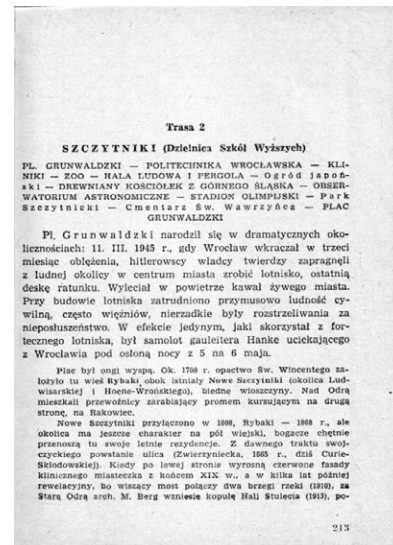 Trasa 2
SZCZYTNIKI (Dzielnica Szkół Wyższych)
PL. GRUNWALDZKI — POLITECHNIKA WROCŁAWSKA — KLI-
NIKI — ZOO — HALA LUDOWA I PERGOLA — Ogród japoń-
ski — DREWNIANY KOŚCIÓŁEK Z GÓRNEGO ŚLĄSKA — OBSER-
WATORIUM ASTRONOMICZNE — STADION OLIMPIJSKI — Park
Szczytnicki — Cmentarz Św. Wawrzyńca — PLAC
GRUNWALDZKI
Pl. Grunwaldzki narodził się w dramatycznych oko-
licznościach: 11. III. 1945 r., gdy Wrocław wkraczał w trzeci
miesiąc oblężenia, hitlerowscy władcy twierdzy zapragnęli
z ludnej okolicy w centrum miasta zrobić lotnisko, ostatnią
deskę ratunku. Wyleciał w powietrze kawał żywego miasta.
Przy budowie lotniska zatrudniono przymusowo ludność cy-
wilną, często więźniów, nierzadkie były rozstrzeliwania za
nieposłuszeństwo. W efekcie jedynym, jaki skorzystał z for-
tecznego lotniska, był samolot gauleitera Hanke uciekającego
z Wrocławia pod osłoną nocy z 5 na 6 maja.
Plac był ongi wyspą. Ok. 1700 r. opactwo Św. Wincentego za-
łożyło tu wieś Rybaki, obok istniały Nowe Szczytniki (okolica Lud-
wisarskiej i Hoene-Wrońskiego), biedne wioszczyny. Nad Odrą
mieszkali przewoźnicy zarabiający promem kursującym na drugą
stronę, na Rakowiec.
Nowe Szczytniki przyłączono w 1808, Rybaki — 1868 r., ale
okolica ma jeszcze charakter na pół wiejski, bogacze chętnie
przenoszą tu swoje letnie rezydencje. Z dawnego traktu swoj-
czyckiego powstanie ulica (Zwierzyniecka, 1865 r., dziś Curie-
Skłodowskiej). Kiedy po lewej stronie wyrosną czerwone fasady
klinicznego miasteczka z końcem XIX w., a w kilka lat później
rewelacyjny, bo wiszący most połączy dwa brzegi rzeki (1910), za
Starą Odrą arch. M. Berg wzniesie kopułę Hali Stulecia (1913), po-
213